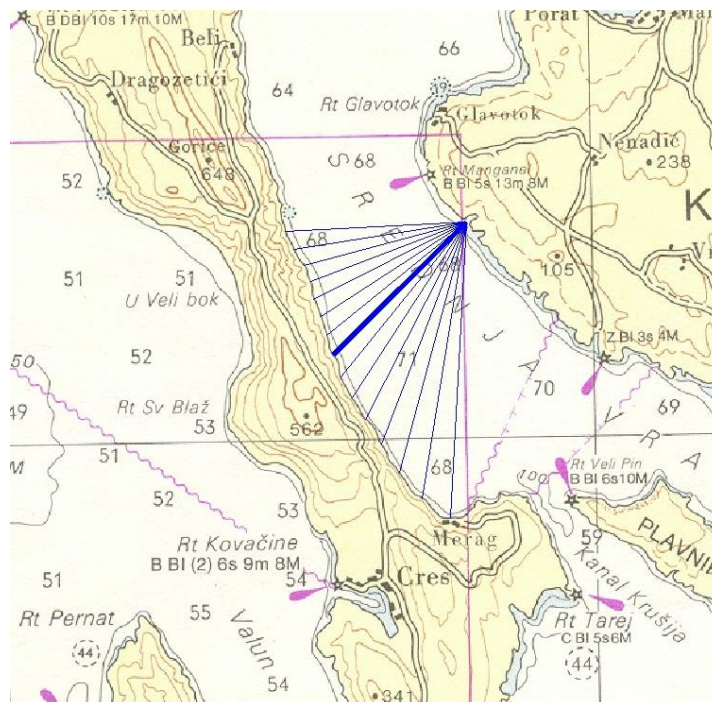 B DBl 10s 17m 10M
Porat
Beli
66
Dragozetići
64
19
Rt Glavotok
Glavotok
Gorice
648
68
Nenadić
238
S R E D N J A
V R A
52
Rt Manganel
B Bl 5s 13m 8M
K
68
68
105
51
51
U Veli bok
Z Bl 3s 4M
52
50
71
70
69
49
Rt Sv Blaž
53
562
51
M
68
100
Rt Veli Pin
B Bl 6s10M
52
53
59
PLAVNIK
Merag
Rt Kovačine
B Bl (2) 6s 9m 8M
54
Cres
51
Kanal Krušija
Rt Pernat
55
Valun
Rt Tarej
C Bl 5s6M
44
44
54
341